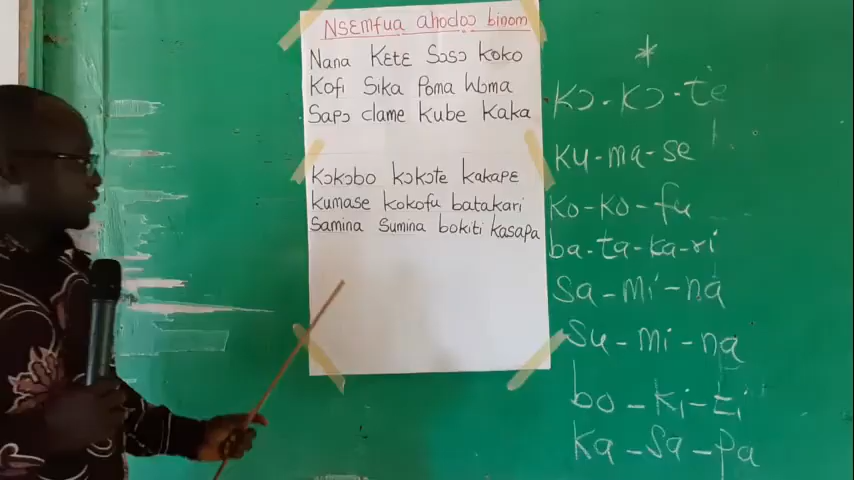 Nsɛmfua ahodoɔ binom
Nana Kɛtɛ Sɔsɔ Koko
Kofi Sika Poma Woma
Sapɔ dame Kube Kaka
Kɔkɔbo kɔkɔte kakapɛ
kumase kokofu batakari
Samina Sumina bokiti kasapa
*
Kɔ-Kɔ-te
Ku-ma-se
Ko-Ko-fu
ba-ta-ka-ri
Sa-mi-na
Su-mi-na
bo-ki-ti
Ka-sa-pa